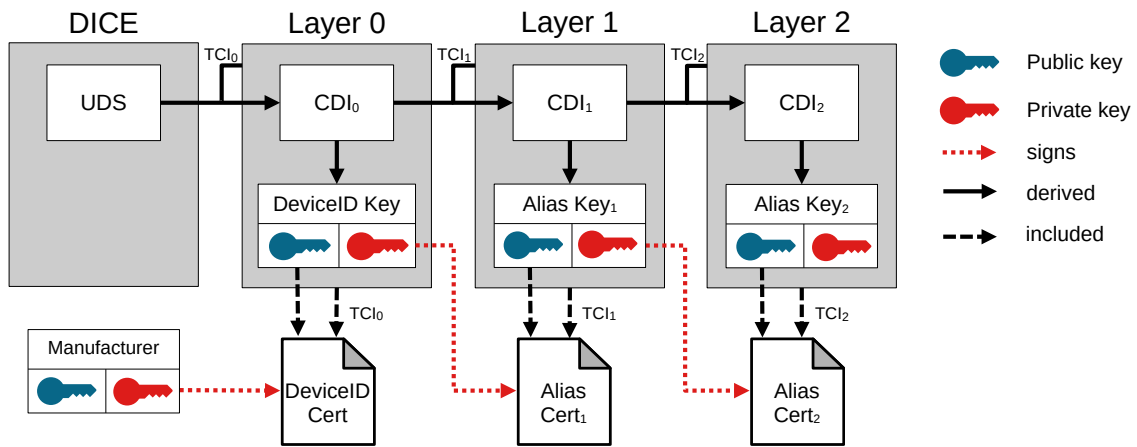 DICE
Layer 0
Layer 1
Layer 2
TCI₀
TCI₁
TCI₂
UDS
CDI₀
CDI₁
CDI₂
Public key
Private key
signs
derived
included
DeviceID Key
Alias Key₁
Alias Key₂
TCI₀
TCI₁
TCI₂
Manufacturer
DeviceID
Cert
Alias
Cert₁
Alias
Cert₂